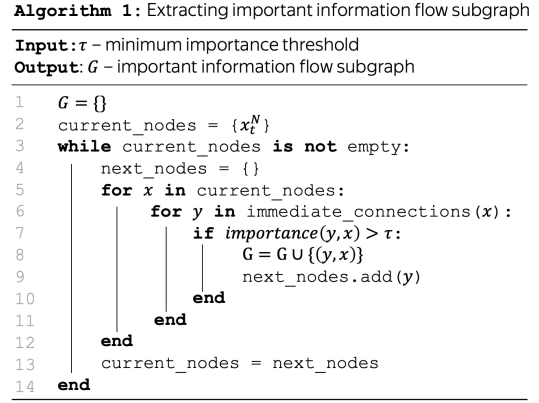 Algorithm 1: Extracting important information flow subgraph
Input:τ – minimum importance threshold
Output: G – important information flow subgraph
1 G = {}
2 current_nodes = {x_t^N}
3 while current_nodes is not empty:
4 next_nodes = {}
5 for x in current_nodes:
6 for y in immediate_connections(x):
7 if importance(y,x) > τ:
8 G = G ∪ {(y,x)}
9 next_nodes.add(y)
10 end
11 end
12 end
13 current_nodes = next_nodes
14 end